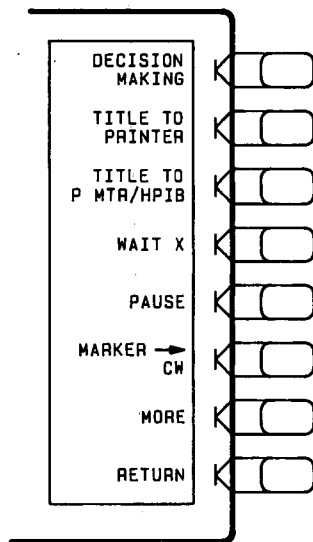 DECISION
MAKING
TITLE TO
PRINTER
TITLE TO
P MTR/HPIB
WAIT X
PAUSE
MARKER →
CW
MORE
RETURN